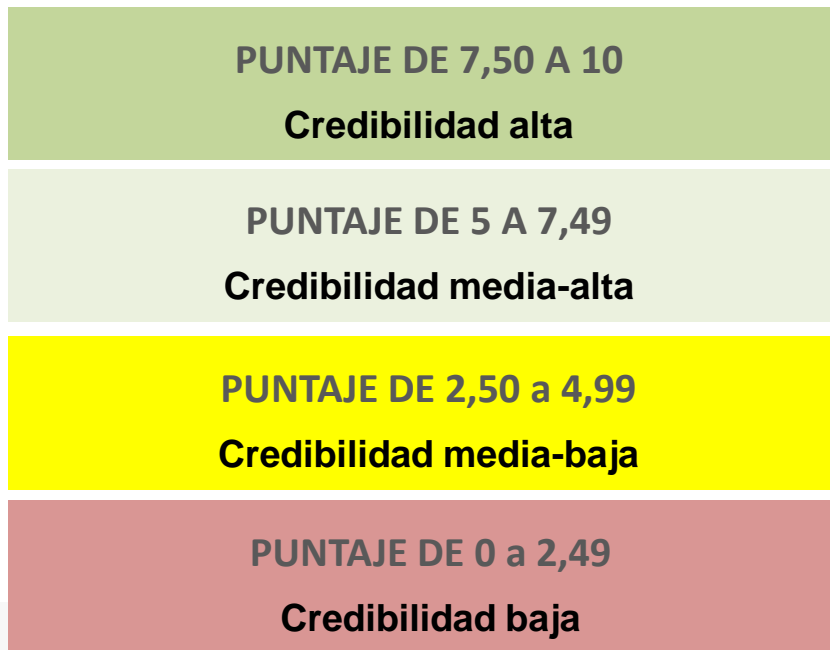 PUNTAJE DE 7,50 A 10
Credibilidad alta
PUNTAJE DE 5 A 7,49
Credibilidad media-alta
PUNTAJE DE 2,50 a 4,99
Credibilidad media-baja
PUNTAJE DE 0 a 2,49
Credibilidad baja